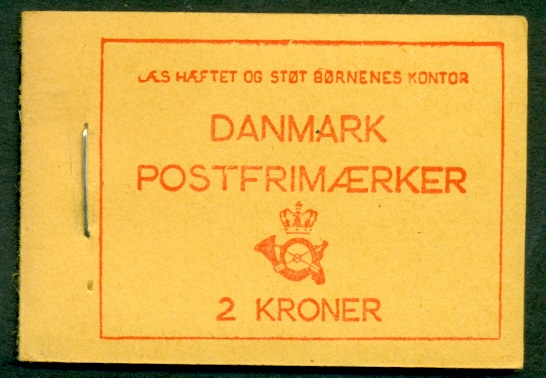 LÆS HÆFTET OG STØT BØRNENES KONTOR
DANMARK
POSTFRIMÆRKER
2 KRONER